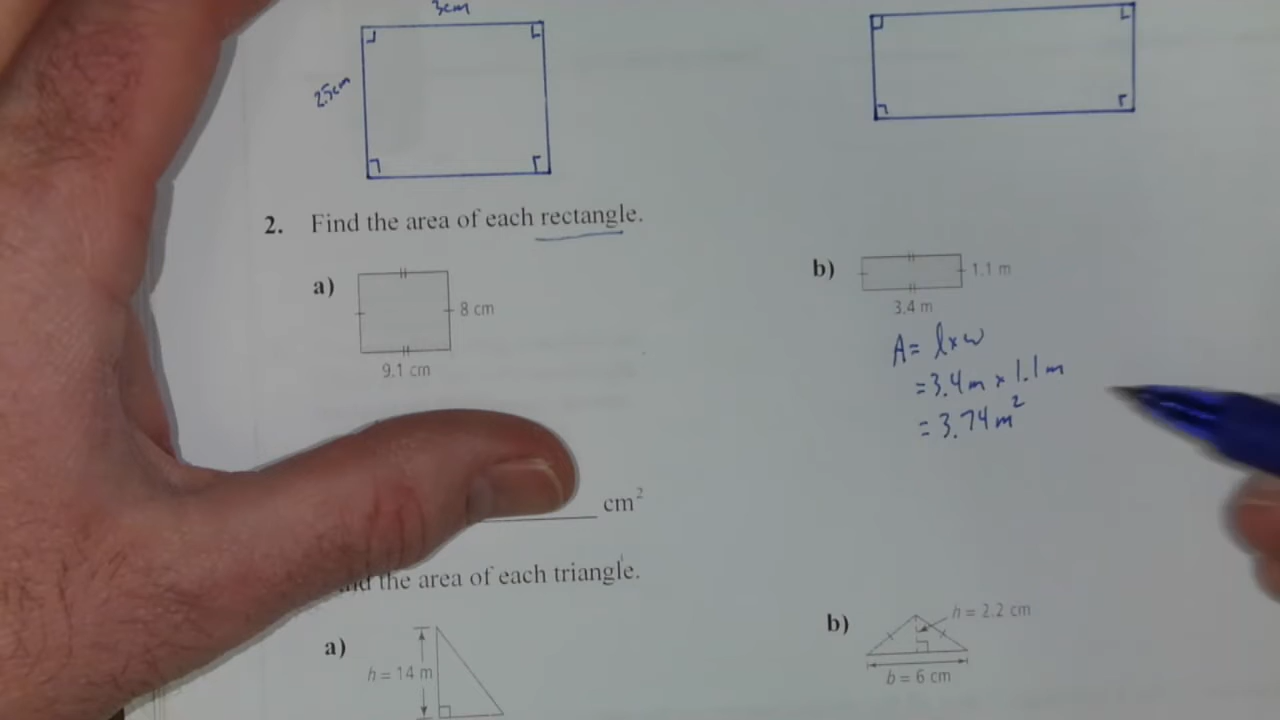 3cm
2.5cm
2. Find the area of each rectangle.
a)
8 cm
9.1 cm
b)
1.1 m
3.4 m
A = l × w
= 3.4 m × 1.1 m
= 3.74 m²
cm²
the area of each triangle.
a)
h = 14 m
b)
h = 2.2 cm
b = 6 cm